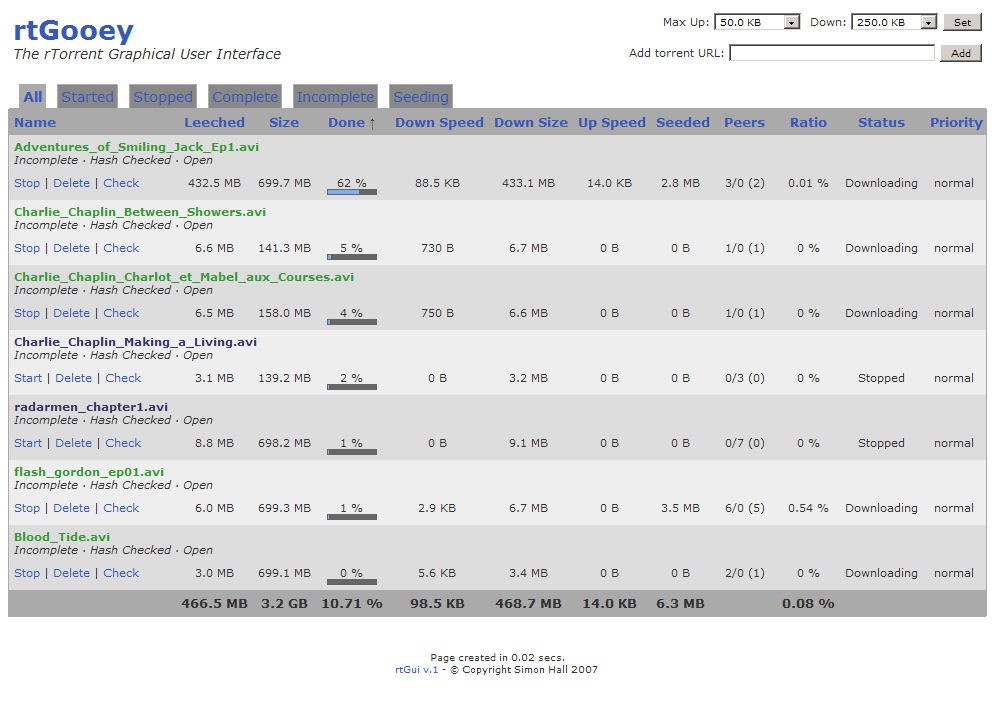 rtGooey
The rTorrent Graphical User Interface
Max Up: 50.0 KB Down: 250.0 KB Set
Add torrent URL: Add
All Started Stopped Complete Incomplete Seeding
Name Leeched Size Done ↑ Down Speed Down Size Up Speed Seeded Peers Ratio Status Priority
Adventures_of_Smiling_Jack_Ep1.avi
Incomplete · Hash Checked · Open
Stop | Delete | Check 432.5 MB 699.7 MB 62 % 88.5 KB 433.1 MB 14.0 KB 2.8 MB 3/0 (2) 0.01 % Downloading normal
Charlie_Chaplin_Between_Showers.avi
Incomplete · Hash Checked · Open
Stop | Delete | Check 6.6 MB 141.3 MB 5 % 730 B 6.7 MB 0 B 0 B 1/0 (1) 0 % Downloading normal
Charlie_Chaplin_Charlot_et_Mabel_aux_Courses.avi
Incomplete · Hash Checked · Open
Stop | Delete | Check 6.5 MB 158.0 MB 4 % 750 B 6.6 MB 0 B 0 B 1/0 (1) 0 % Downloading normal
Charlie_Chaplin_Making_a_Living.avi
Incomplete · Hash Checked · Open
Start | Delete | Check 3.1 MB 139.2 MB 2 % 0 B 3.2 MB 0 B 0 B 0/3 (0) 0 % Stopped normal
radarmen_chapter1.avi
Incomplete · Hash Checked · Open
Start | Delete | Check 8.8 MB 698.2 MB 1 % 0 B 9.1 MB 0 B 0 B 0/7 (0) 0 % Stopped normal
flash_gordon_ep01.avi
Incomplete · Hash Checked · Open
Stop | Delete | Check 6.0 MB 699.3 MB 1 % 2.9 KB 6.7 MB 0 B 3.5 MB 6/0 (5) 0.54 % Downloading normal
Blood_Tide.avi
Incomplete · Hash Checked · Open
Stop | Delete | Check 3.0 MB 699.1 MB 0 % 5.6 KB 3.4 MB 0 B 0 B 2/0 (1) 0 % Downloading normal
466.5 MB 3.2 GB 10.71 % 98.5 KB 468.7 MB 14.0 KB 6.3 MB 0.08 %
Page created in 0.02 secs.
rtGui v.1 - © Copyright Simon Hall 2007